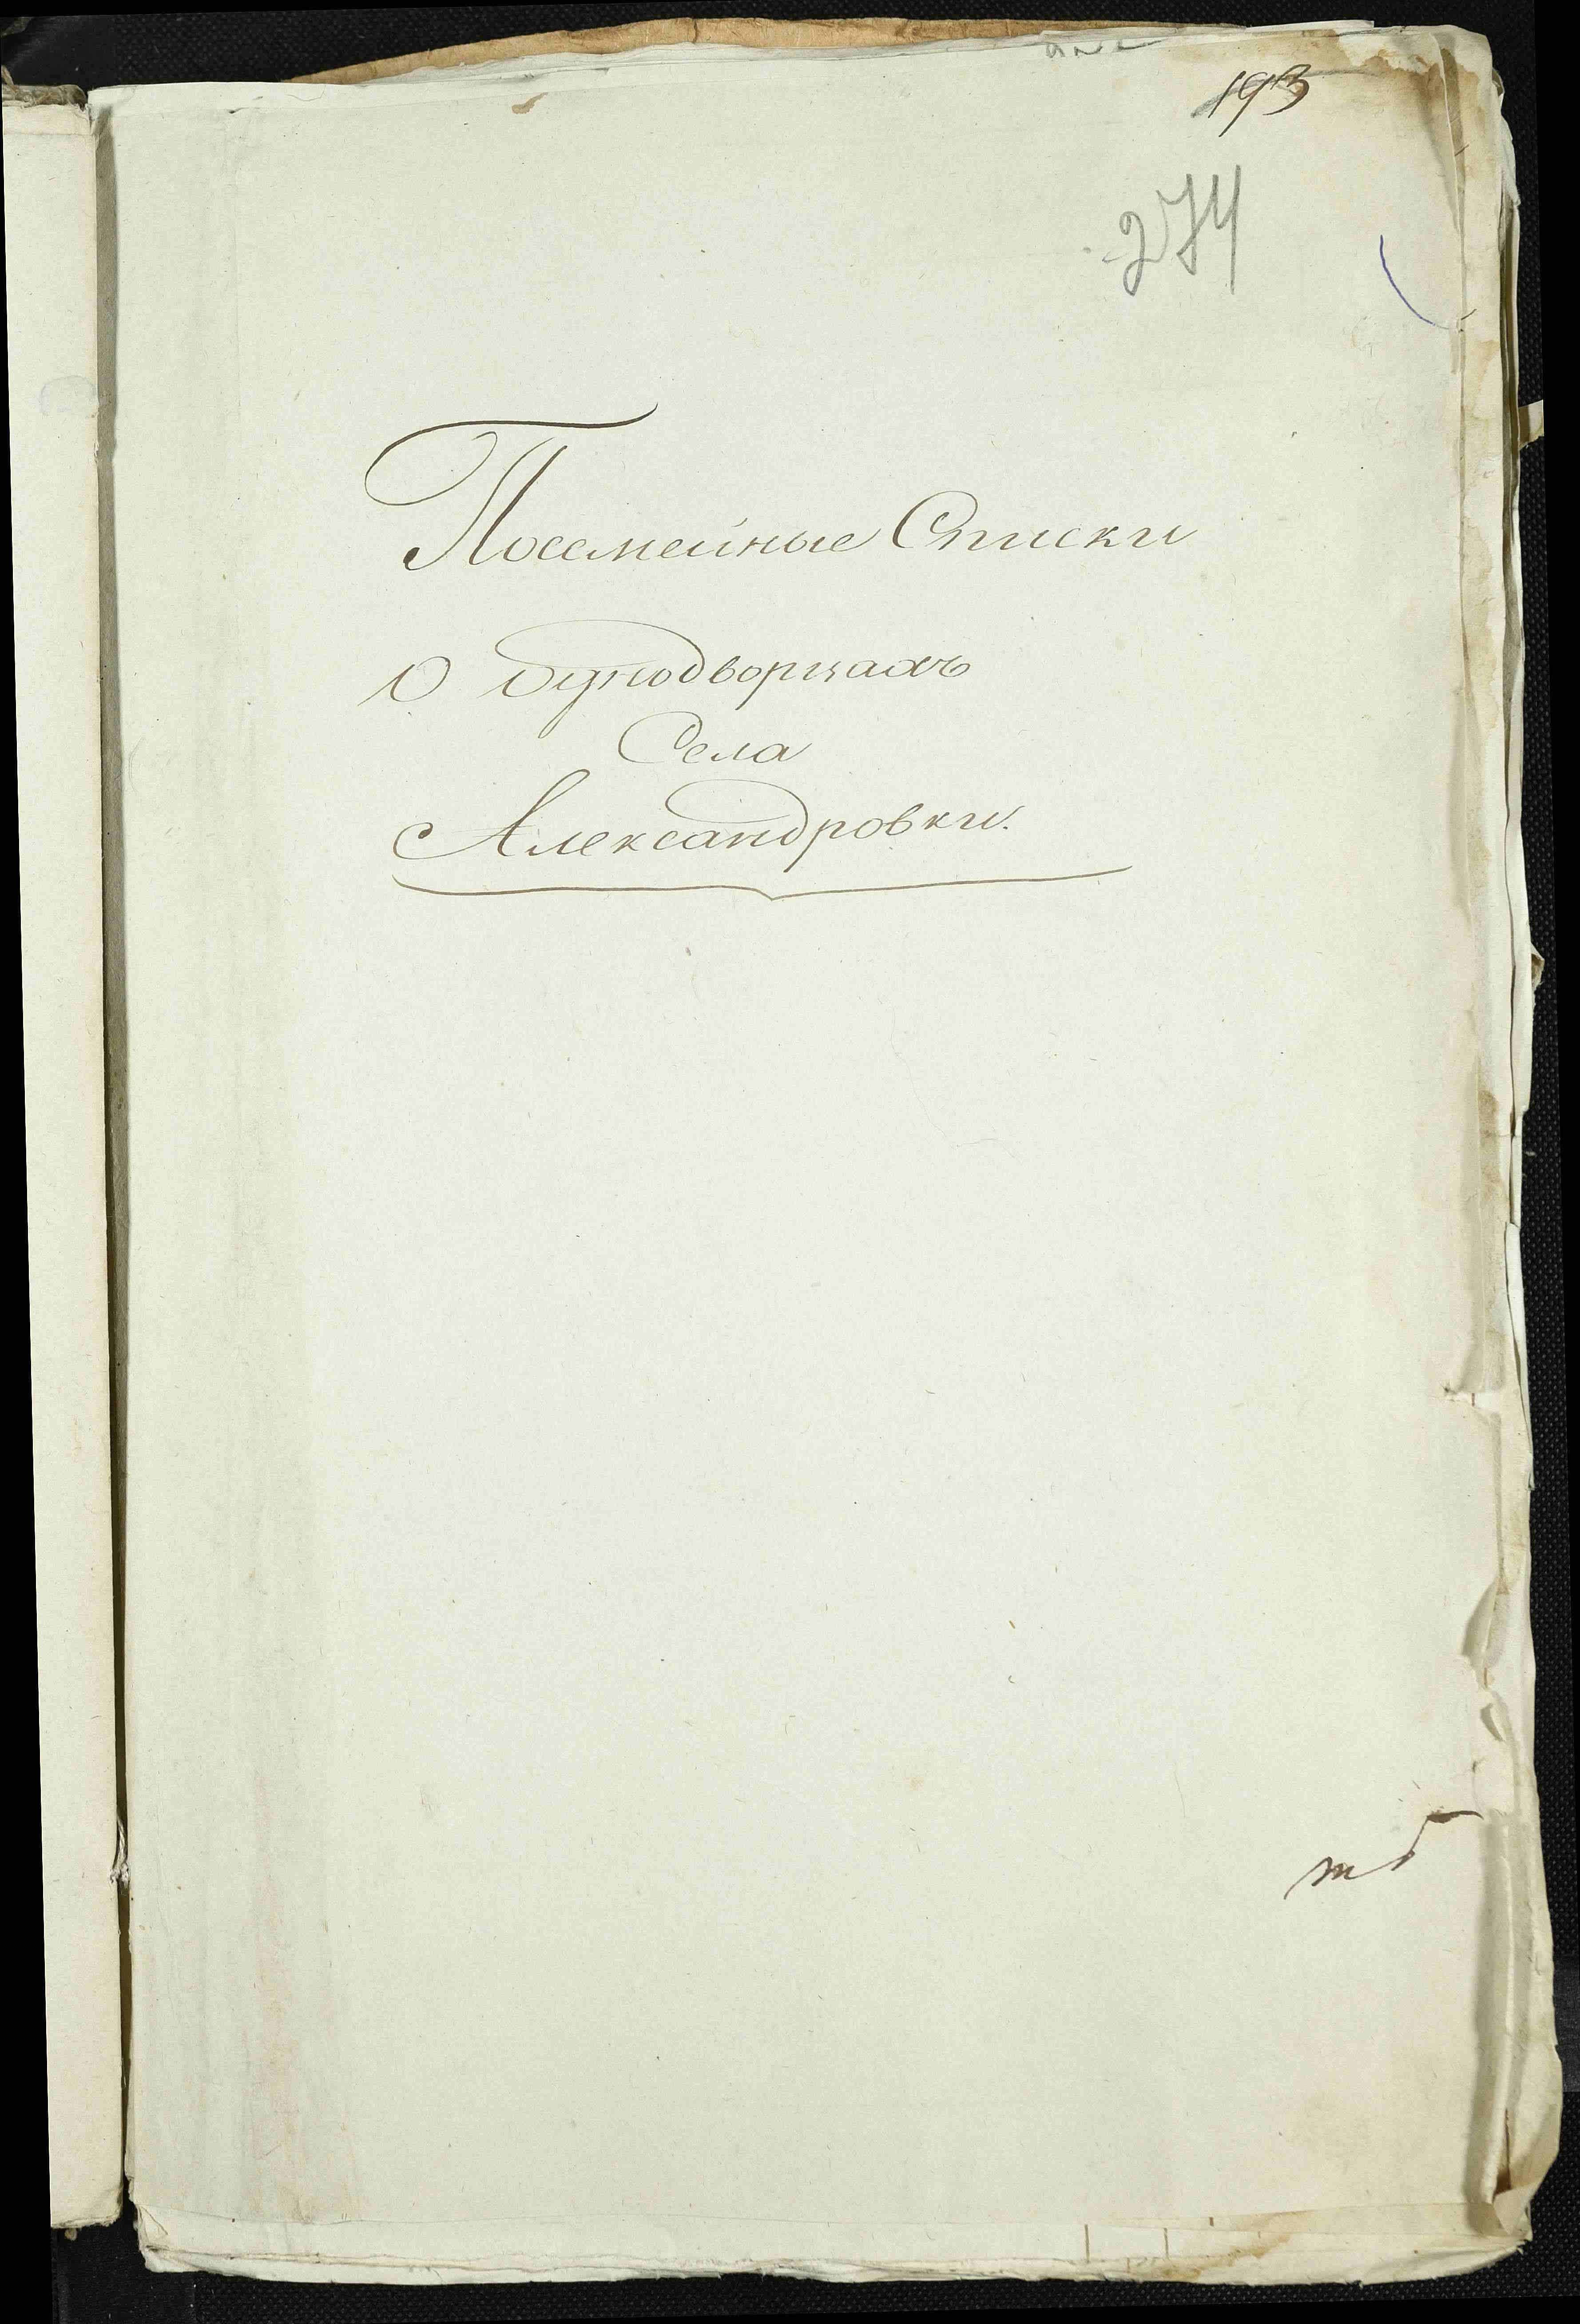 193
274
Посемейные Списки
О Однодворцахъ
Села
Александровки.